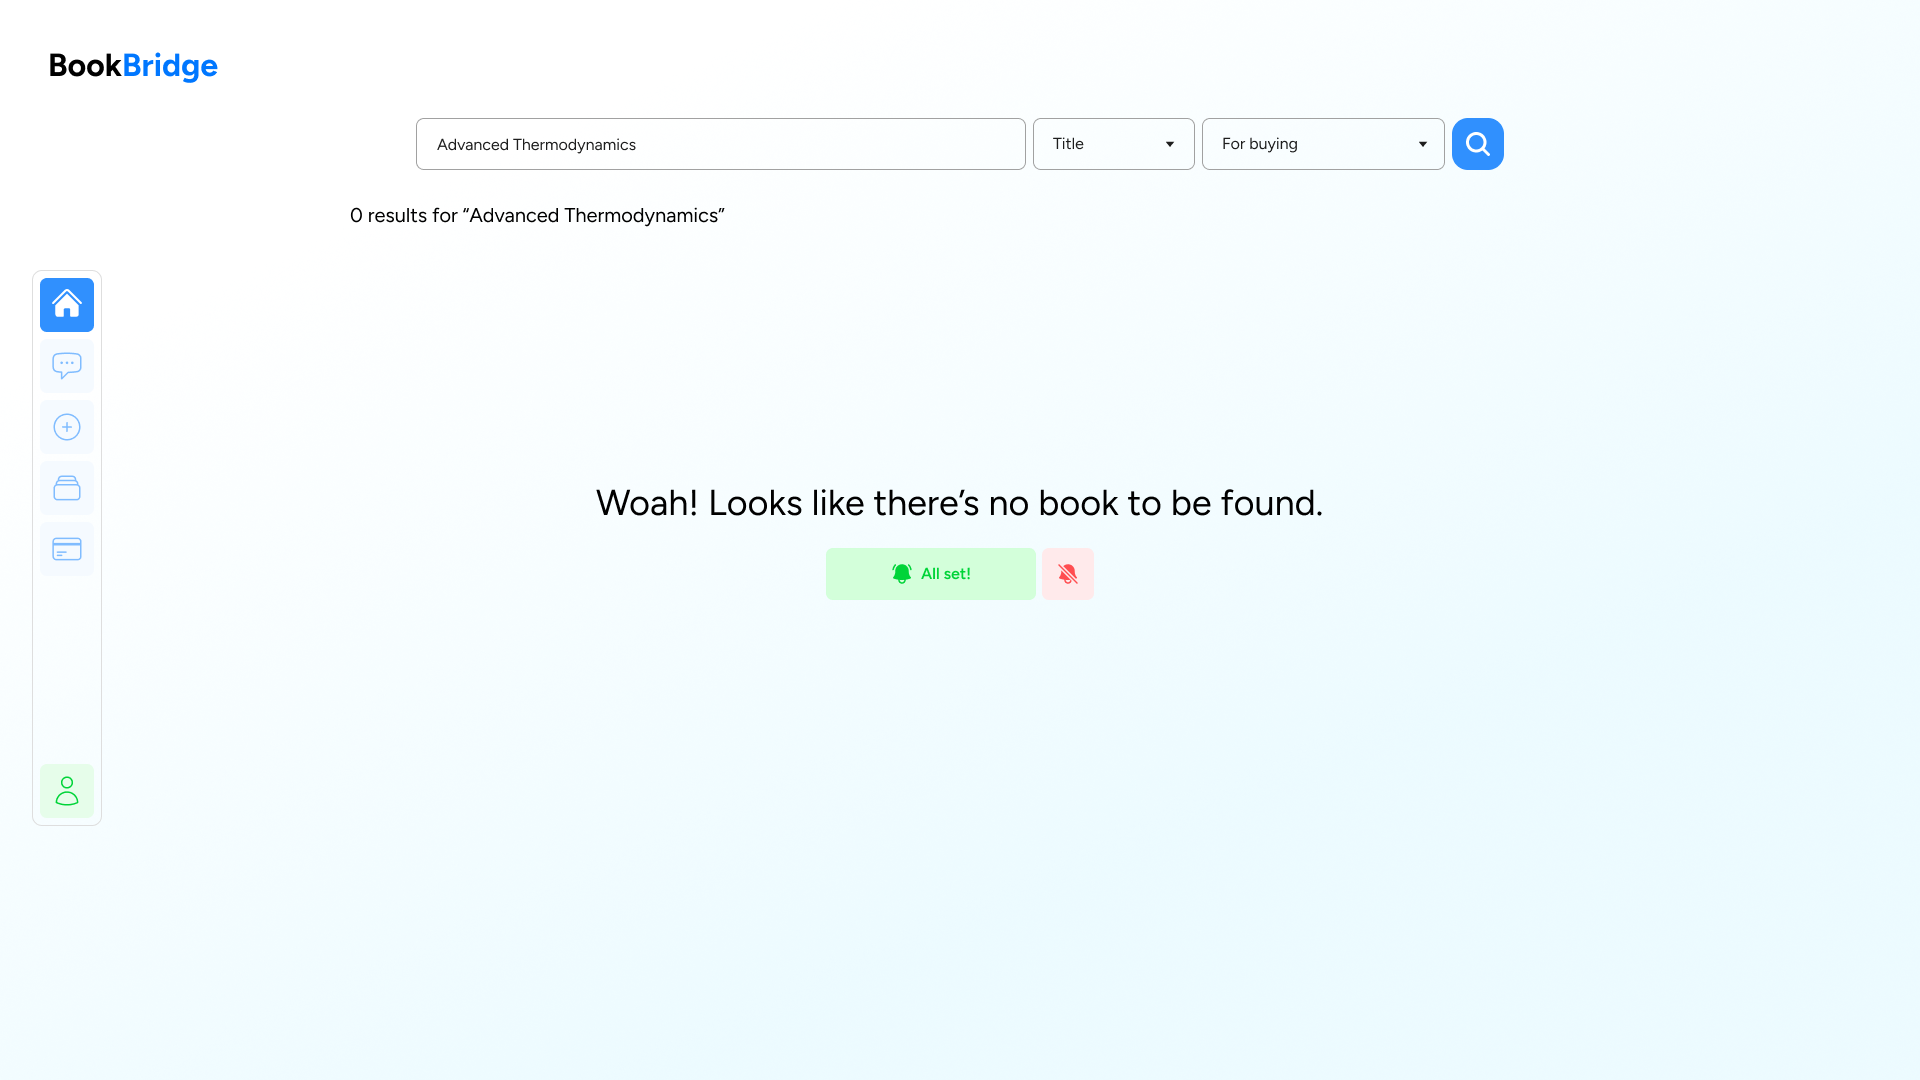 BookBridge
Advanced Thermodynamics
Title
For buying
0 results for “Advanced Thermodynamics”
Woah! Looks like there’s no book to be found.
All set!